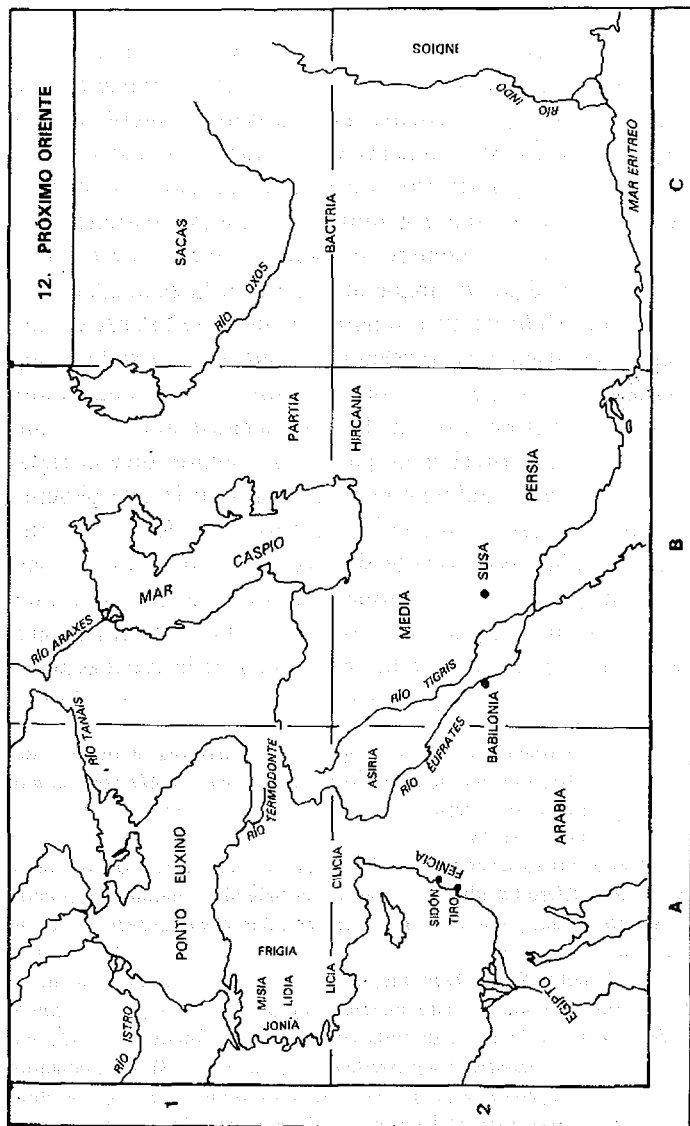 12. PRÓXIMO ORIENTE
RÍO ISTRO
PONTO EUXINO
RÍO TANAIS
RÍO ARAXES
MAR CASPIO
RÍO OXOS
SACAS
INDIOS
RÍO INDO
MISIA
LIDIA
JONÍA
FRIGIA
RÍO TERMODONTE
PARTIA
LICIA
CILICIA
HIRCANIA
BACTRIA
ASIRIA
MEDIA
RÍO TIGRIS
RÍO EUFRATES
SIDÓN
TIRO
FENICIA
BABILONIA
SUSA
PERSIA
EGIPTO
ARABIA
MAR ERITREO
1
2
A
B
C